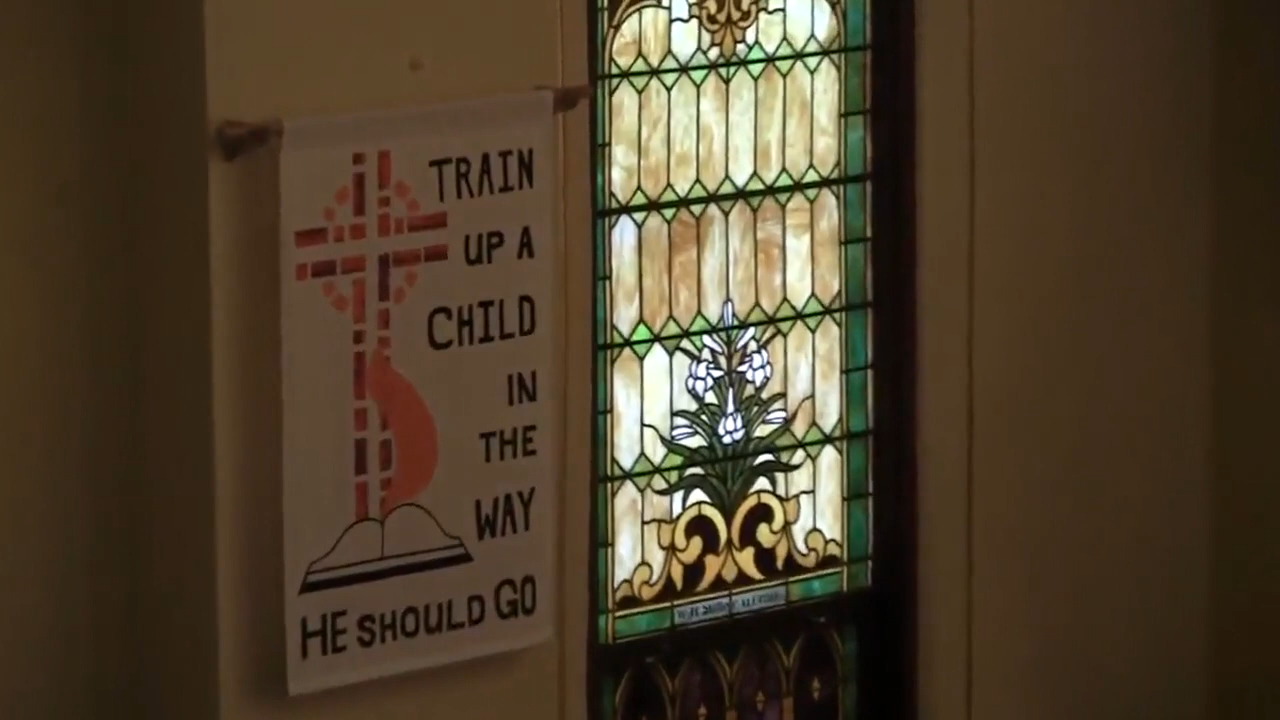 TRAIN
UP A
CHILD
IN
THE
WAY
HE SHOULD GO